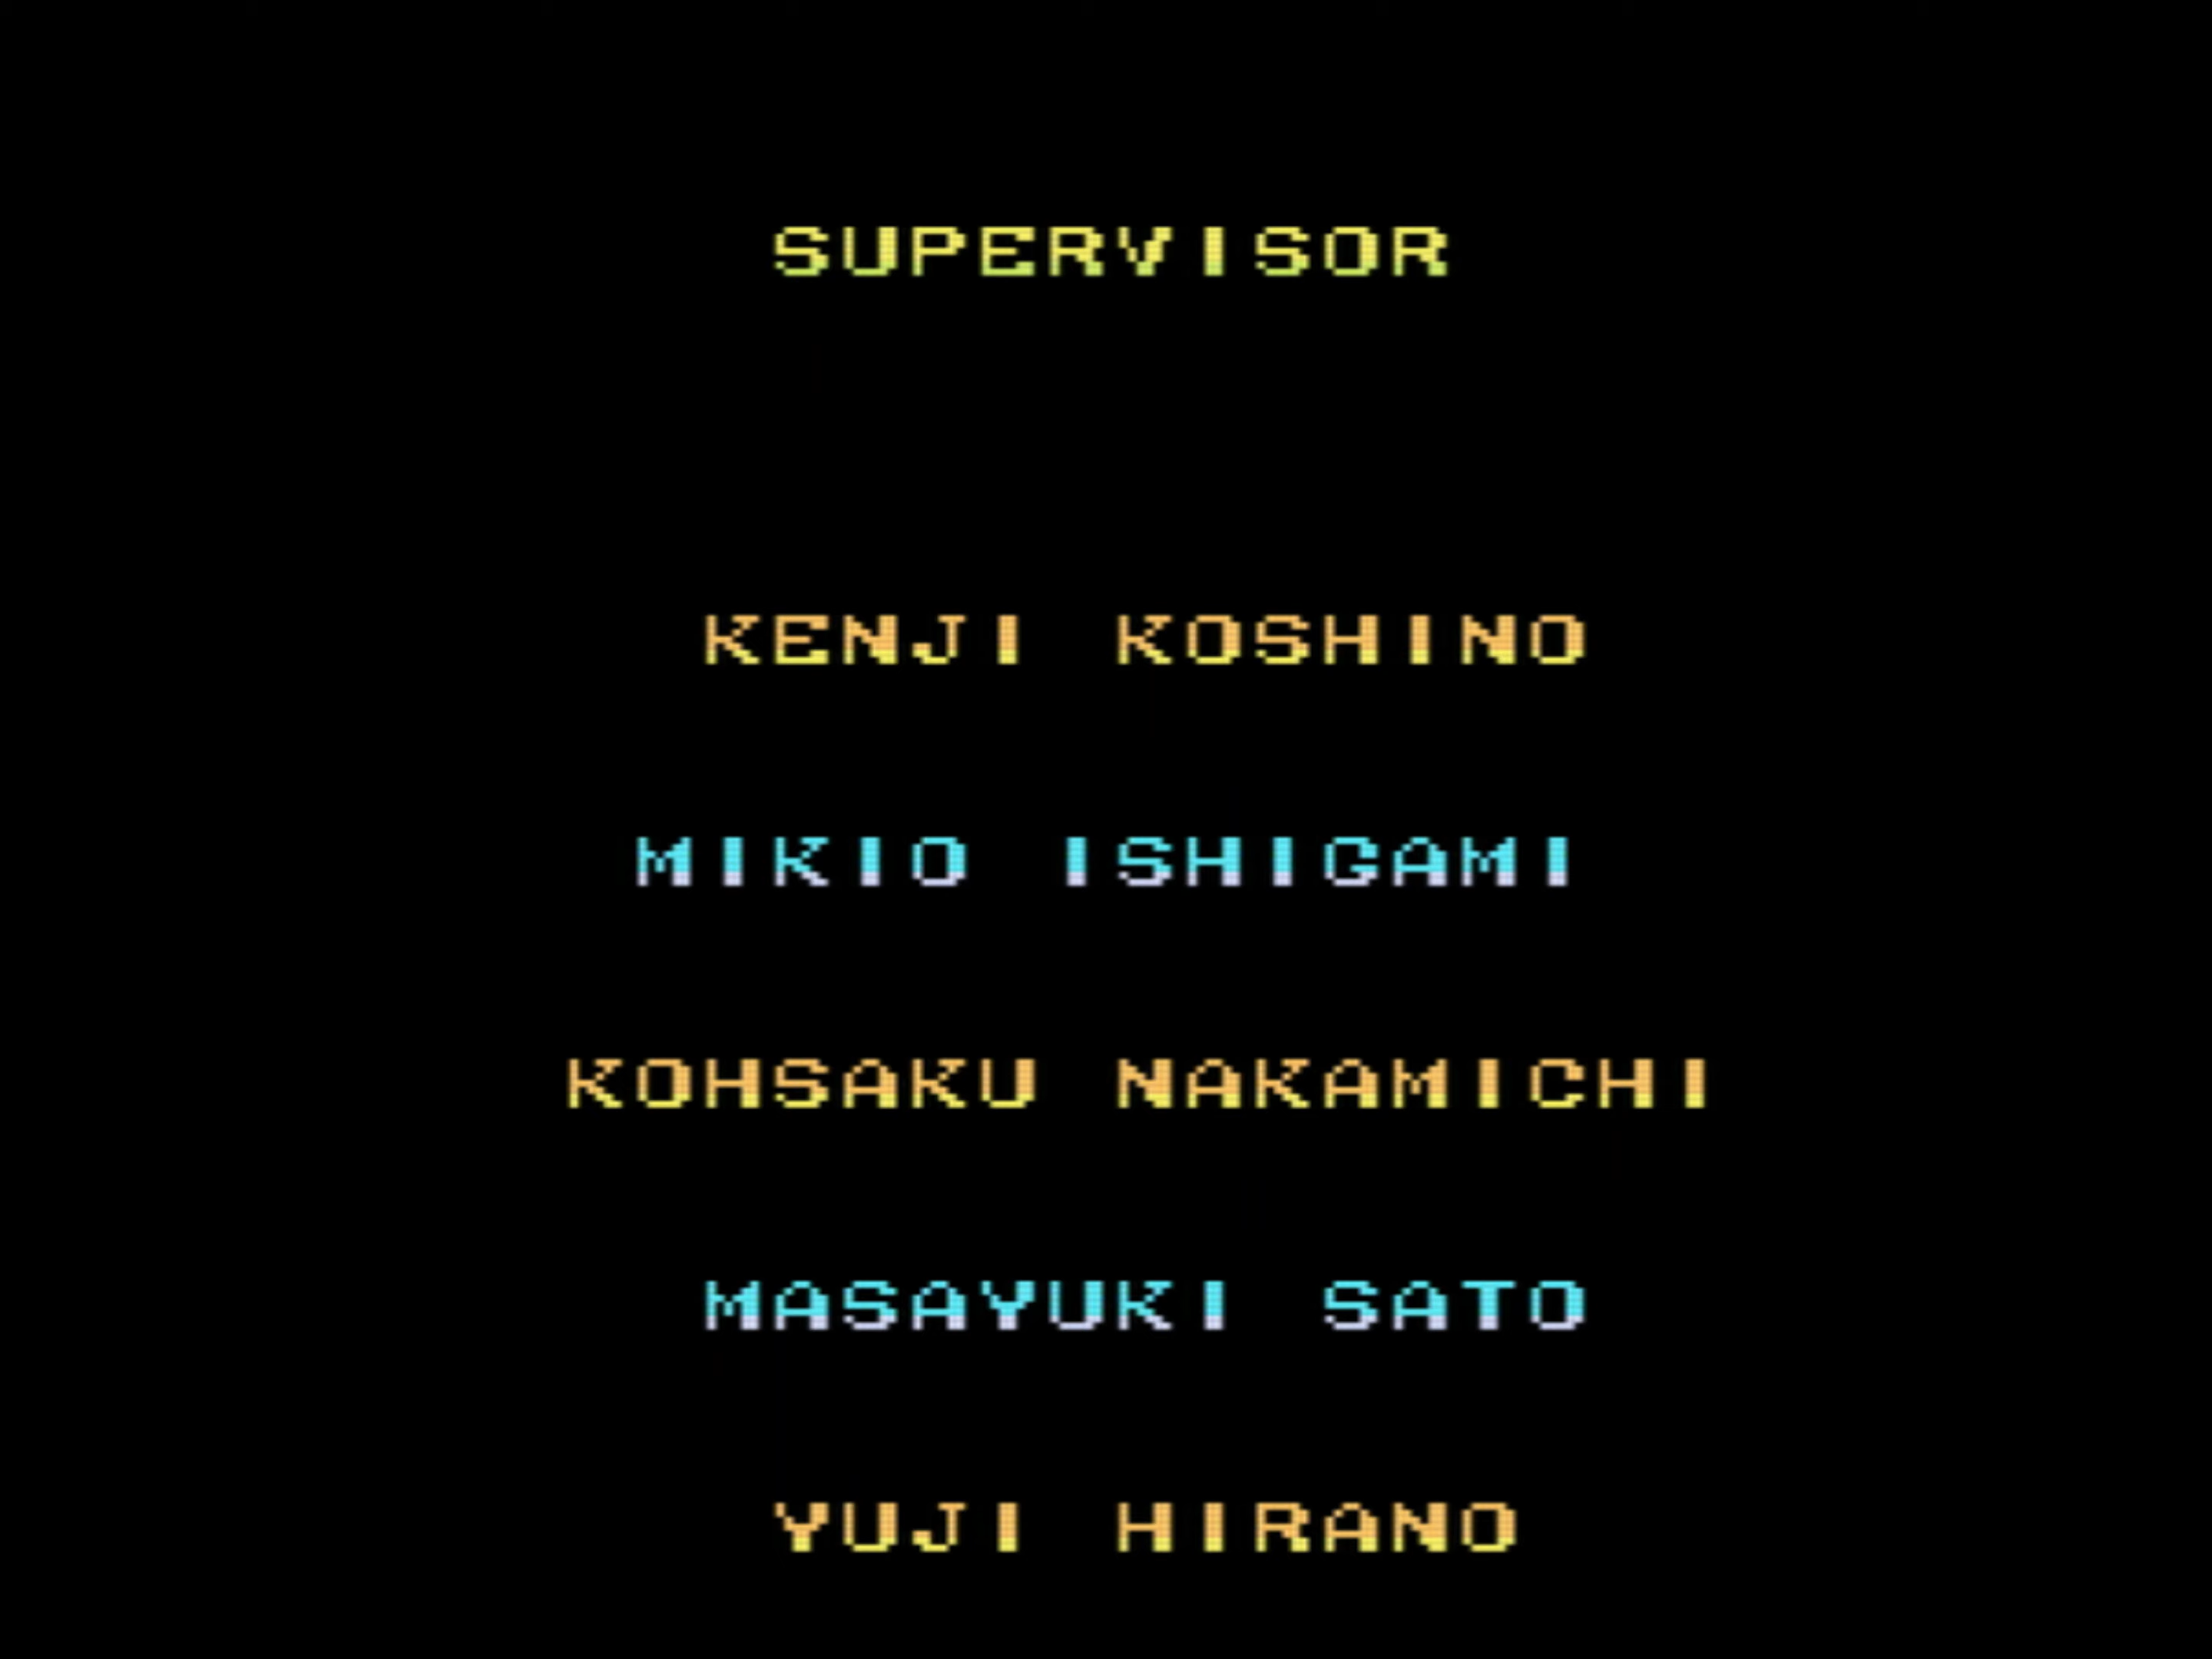 SUPERVISOR
KENJI KOSHINO
MIKIO ISHIGAMI
KOHSAKU NAKAMICHI
MASAYUKI SATO
YUJI HIRANO